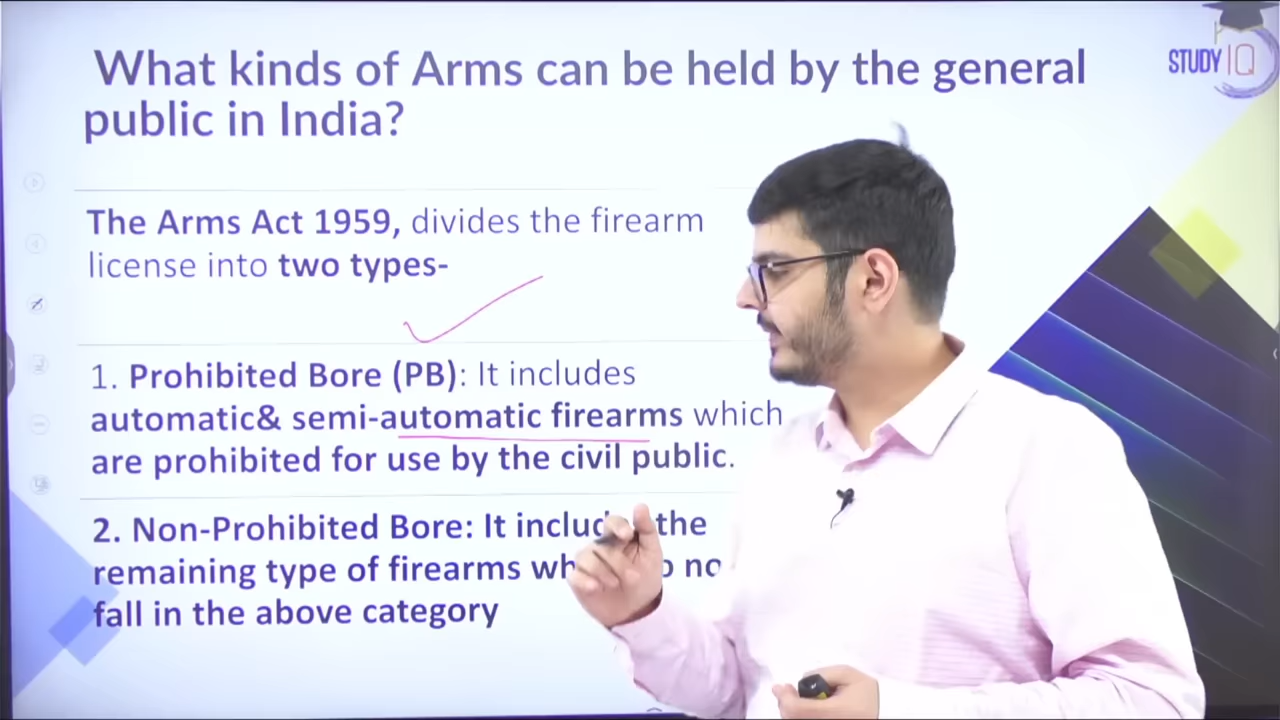 What kinds of Arms can be held by the general
public in India?
STUDY IQ
The Arms Act 1959, divides the firearm
license into two types-
1. Prohibited Bore (PB): It includes
automatic& semi-automatic firearms which
are prohibited for use by the civil public.
2. Non-Prohibited Bore: It the
remaining type of firearms
fall in the above category